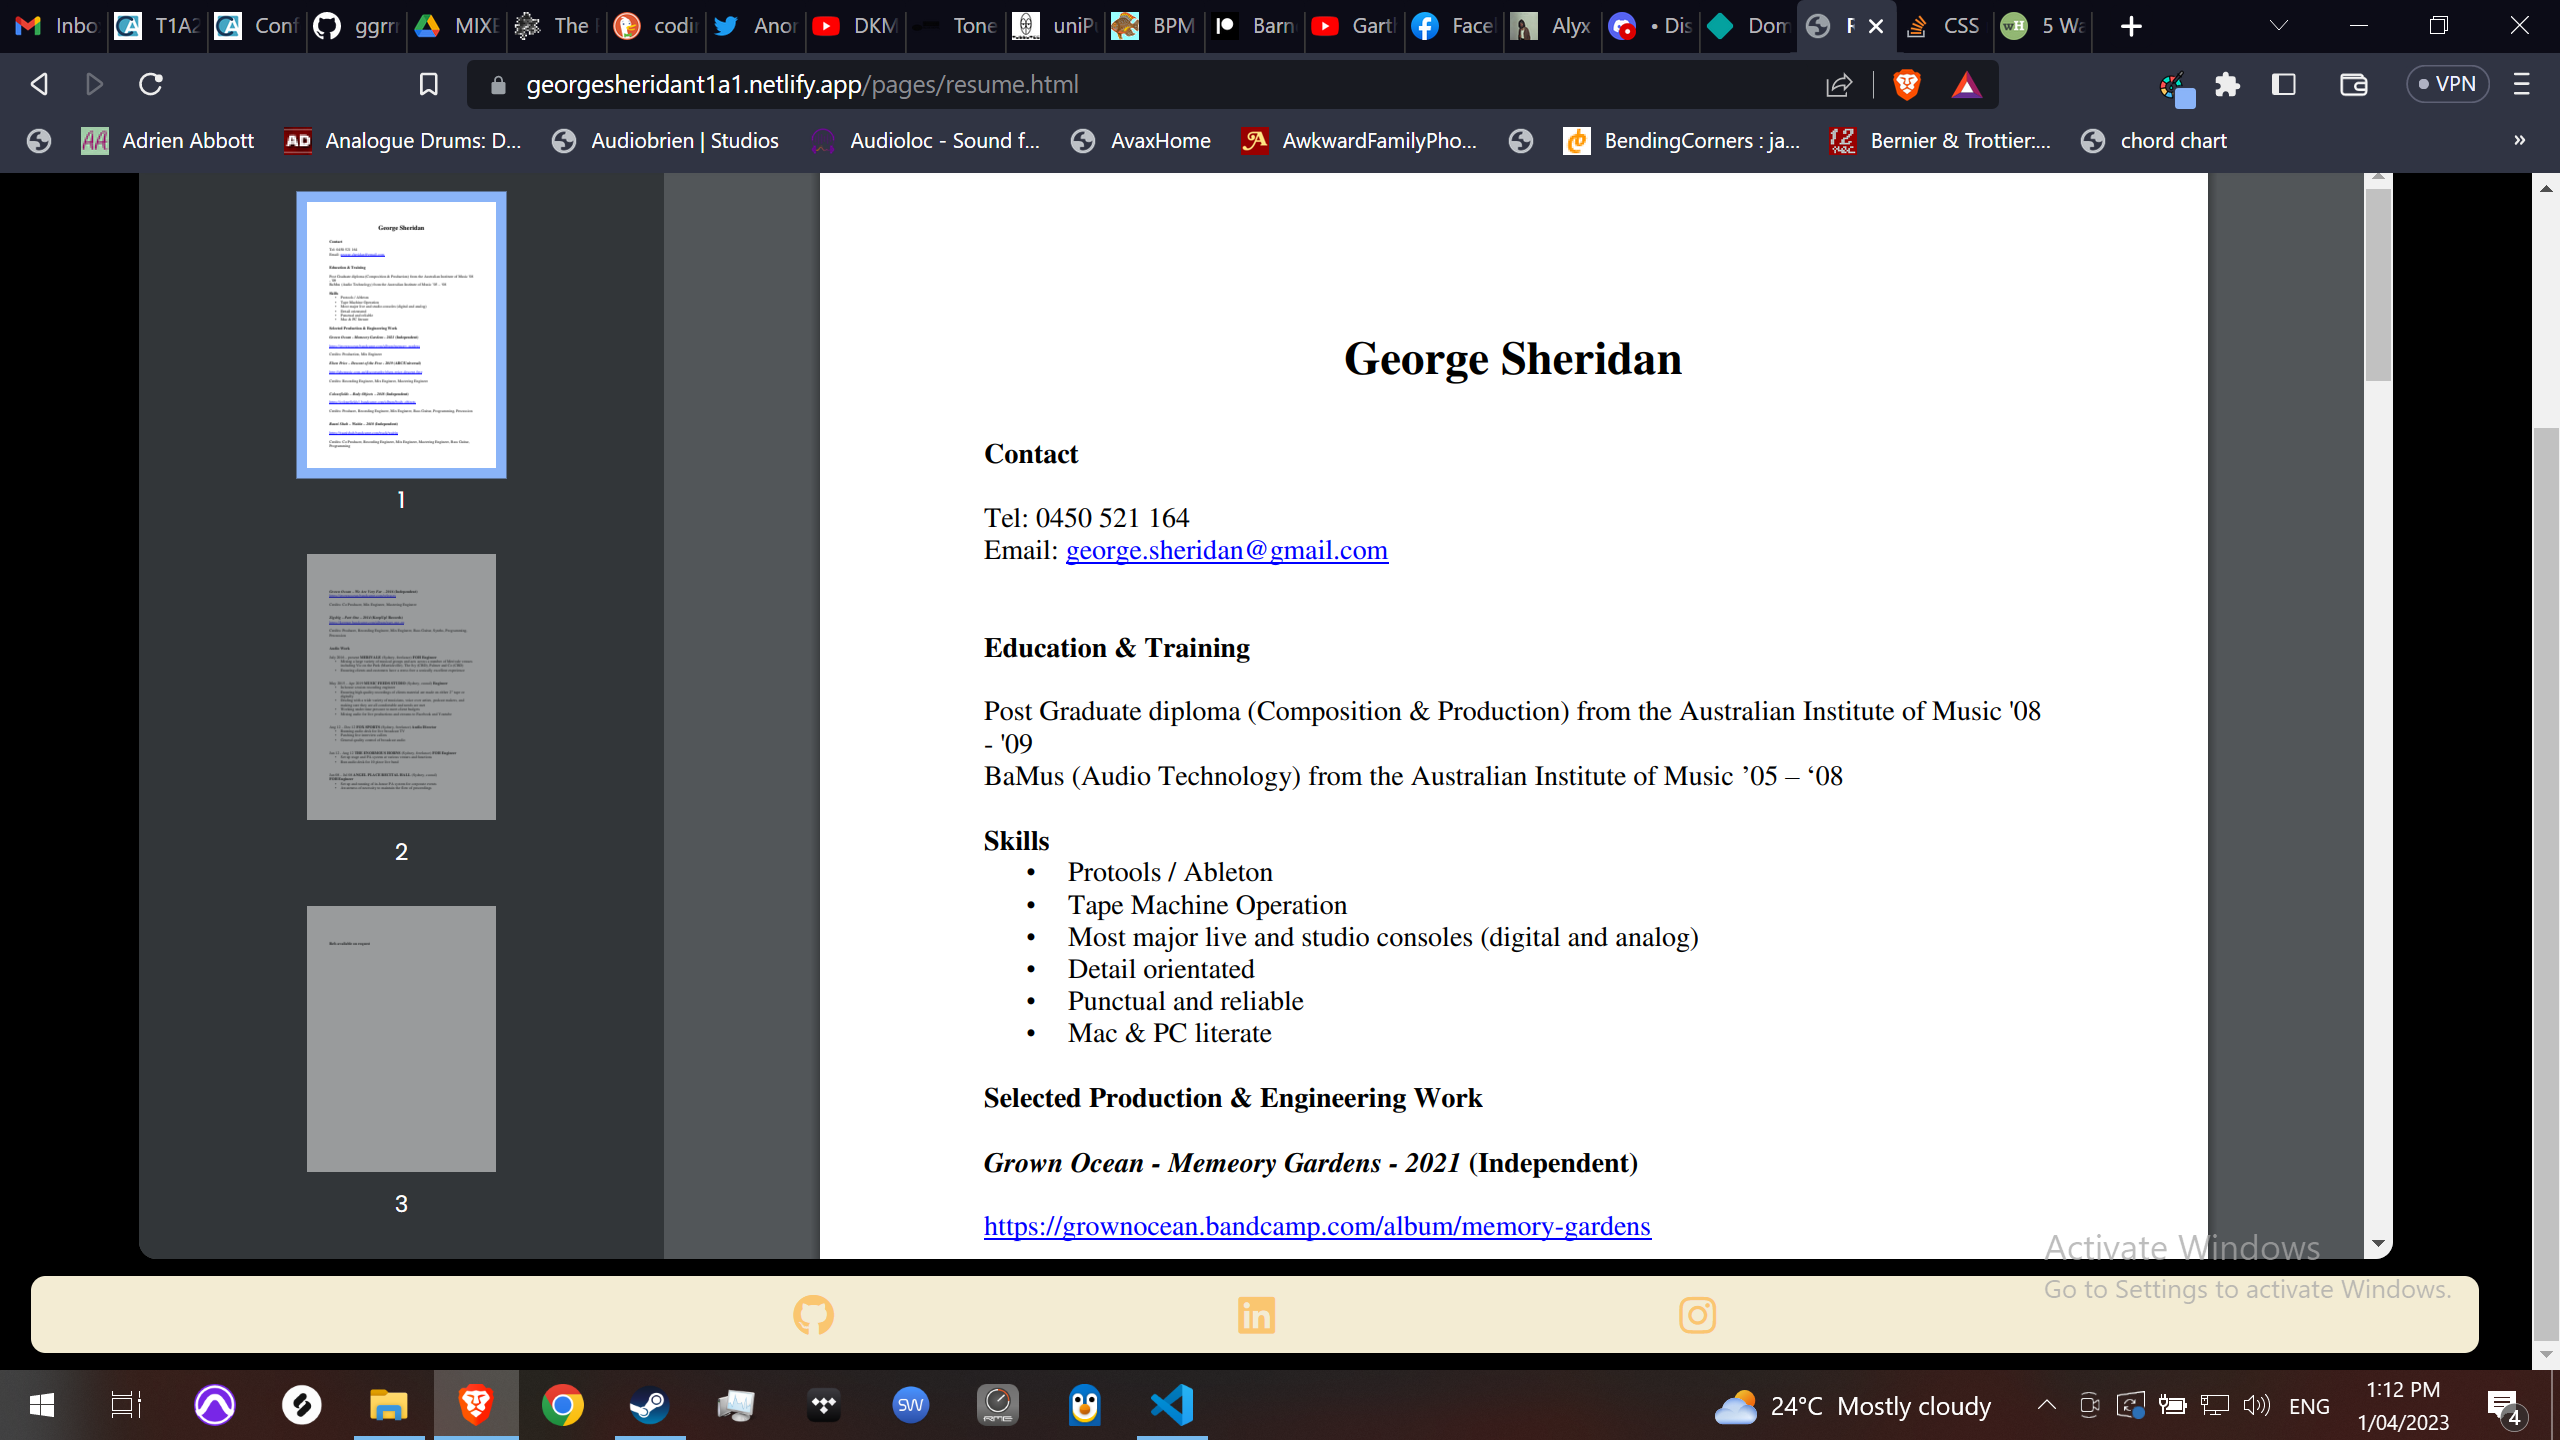 Inbo
T1A2
Conf
ggrrr
MIXE
The
codi
Anor
DKM
Tone
uniP
BPM
Barn
Gart
Face
Alyx
• Dis
Dom
CSS
5 Wa
georgesheridant1a1.netlify.app/pages/resume.html
VPN
Adrien Abbott
Analogue Drums: D...
Audiobrien | Studios
Audioloc - Sound f...
AvaxHome
AwkwardFamilyPho...
BendingCorners : ja...
Bernier & Trottier:...
chord chart
»
1
2
3
George Sheridan
Contact
Tel: 0450 521 164
Email: george.sheridan@gmail.com
Education & Training
Post Graduate diploma (Composition & Production) from the Australian Institute of Music '08
- '09
BaMus (Audio Technology) from the Australian Institute of Music ’05 – ‘08
Skills
• Protools / Ableton
• Tape Machine Operation
• Most major live and studio consoles (digital and analog)
• Detail orientated
• Punctual and reliable
• Mac & PC literate
Selected Production & Engineering Work
Grown Ocean - Memeory Gardens - 2021 (Independent)
https://grownocean.bandcamp.com/album/memory-gardens
Activate Windows
Go to Settings to activate Windows.
24°C Mostly cloudy
ENG
1:12 PM
1/04/2023
4